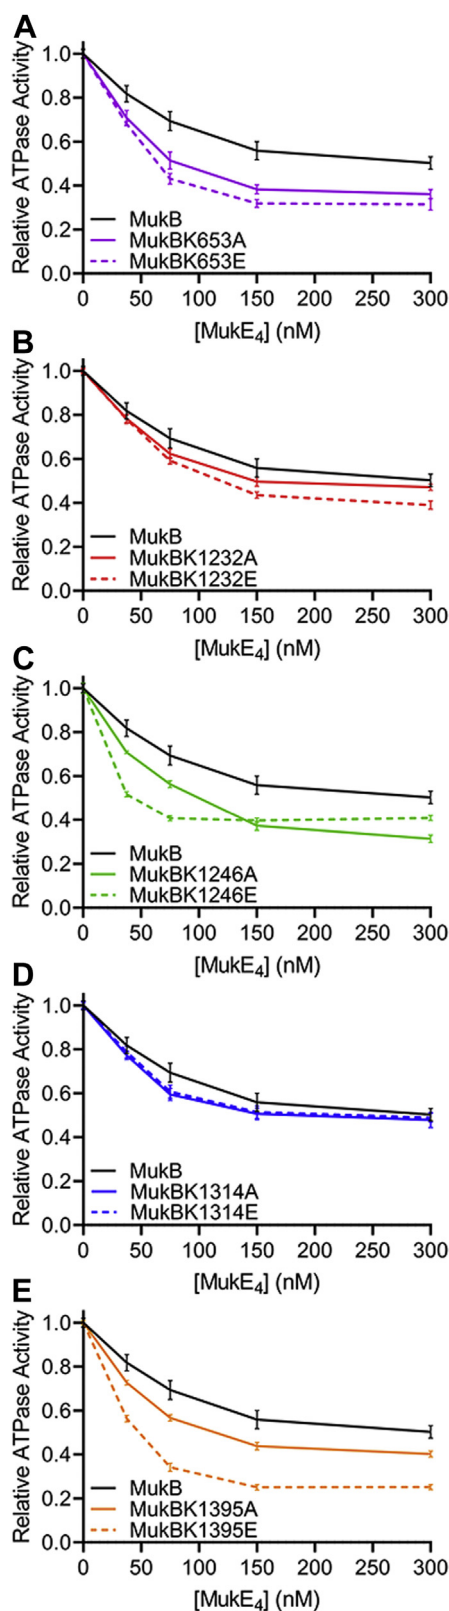 A
Relative ATPase Activity
1.0
0.8
0.6
0.4
0.2
0.0
MukB
MukBK653A
MukBK653E
0 50 100 150 200 250 300
[MukE4] (nM)
B
Relative ATPase Activity
1.0
0.8
0.6
0.4
0.2
0.0
MukB
MukBK1232A
MukBK1232E
0 50 100 150 200 250 300
[MukE4] (nM)
C
Relative ATPase Activity
1.0
0.8
0.6
0.4
0.2
0.0
MukB
MukBK1246A
MukBK1246E
0 50 100 150 200 250 300
[MukE4] (nM)
D
Relative ATPase Activity
1.0
0.8
0.6
0.4
0.2
0.0
MukB
MukBK1314A
MukBK1314E
0 50 100 150 200 250 300
[MukE4] (nM)
E
Relative ATPase Activity
1.0
0.8
0.6
0.4
0.2
0.0
MukB
MukBK1395A
MukBK1395E
0 50 100 150 200 250 300
[MukE4] (nM)